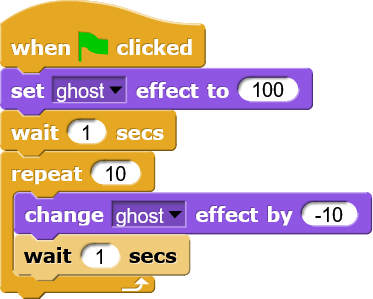 when clicked
set ghost effect to 100
wait 1 secs
repeat 10
change ghost effect by -10
wait 1 secs